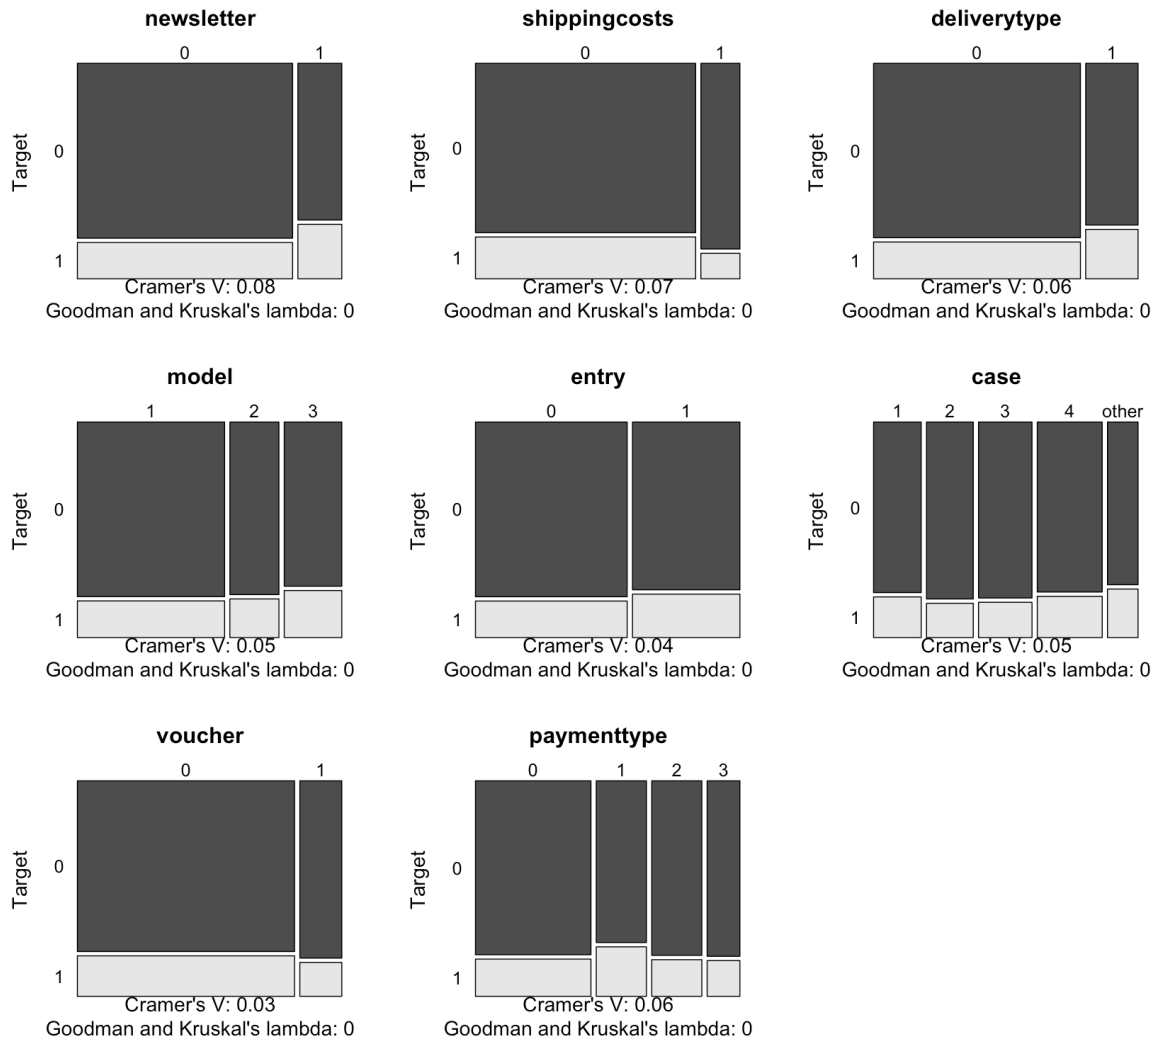 newsletter
0 1
Target
0
1
Cramer's V: 0.08
Goodman and Kruskal's lambda: 0
shippingcosts
0 1
Target
0
1
Cramer's V: 0.07
Goodman and Kruskal's lambda: 0
deliverytype
0 1
Target
0
1
Cramer's V: 0.06
Goodman and Kruskal's lambda: 0
model
1 2 3
Target
0
1
Cramer's V: 0.05
Goodman and Kruskal's lambda: 0
entry
0 1
Target
0
1
Cramer's V: 0.04
Goodman and Kruskal's lambda: 0
case
1 2 3 4 other
Target
0
1
Cramer's V: 0.05
Goodman and Kruskal's lambda: 0
voucher
0 1
Target
0
1
Cramer's V: 0.03
Goodman and Kruskal's lambda: 0
paymenttype
0 1 2 3
Target
0
1
Cramer's V: 0.06
Goodman and Kruskal's lambda: 0